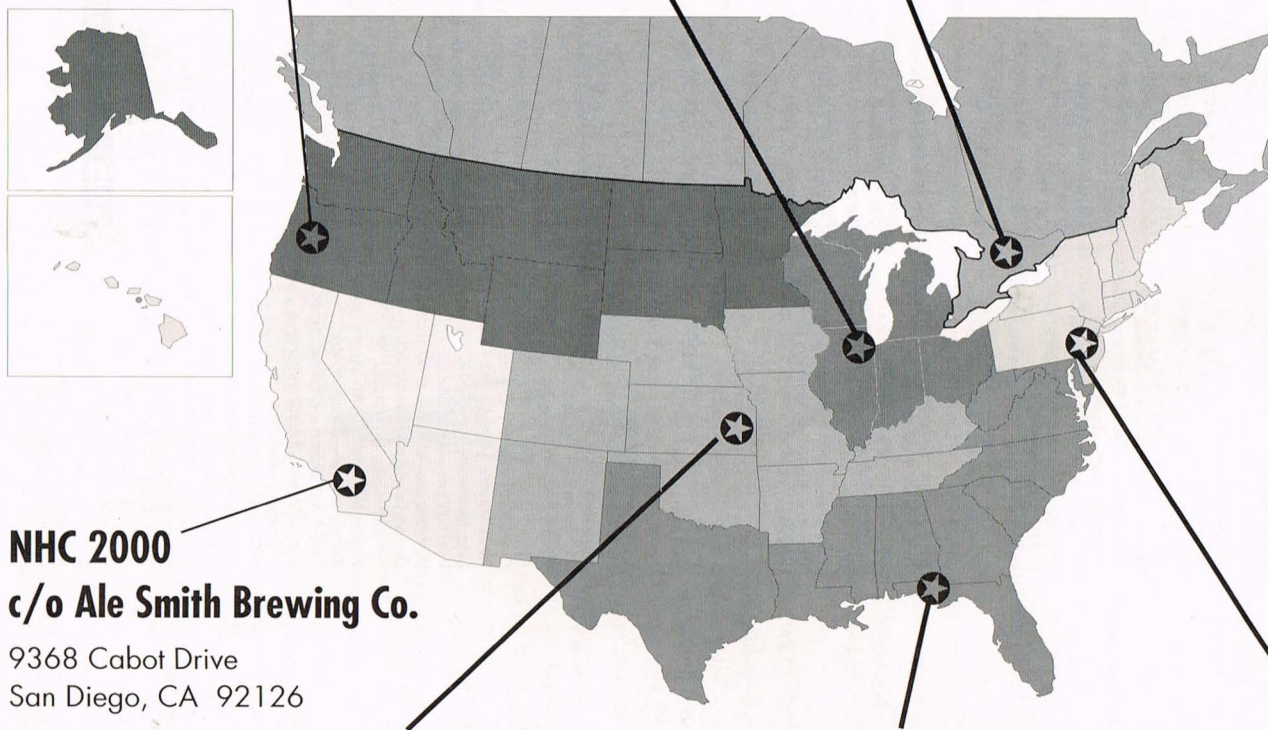 NHC 2000
c/o Ale Smith Brewing Co.
9368 Cabot Drive
San Diego, CA  92126